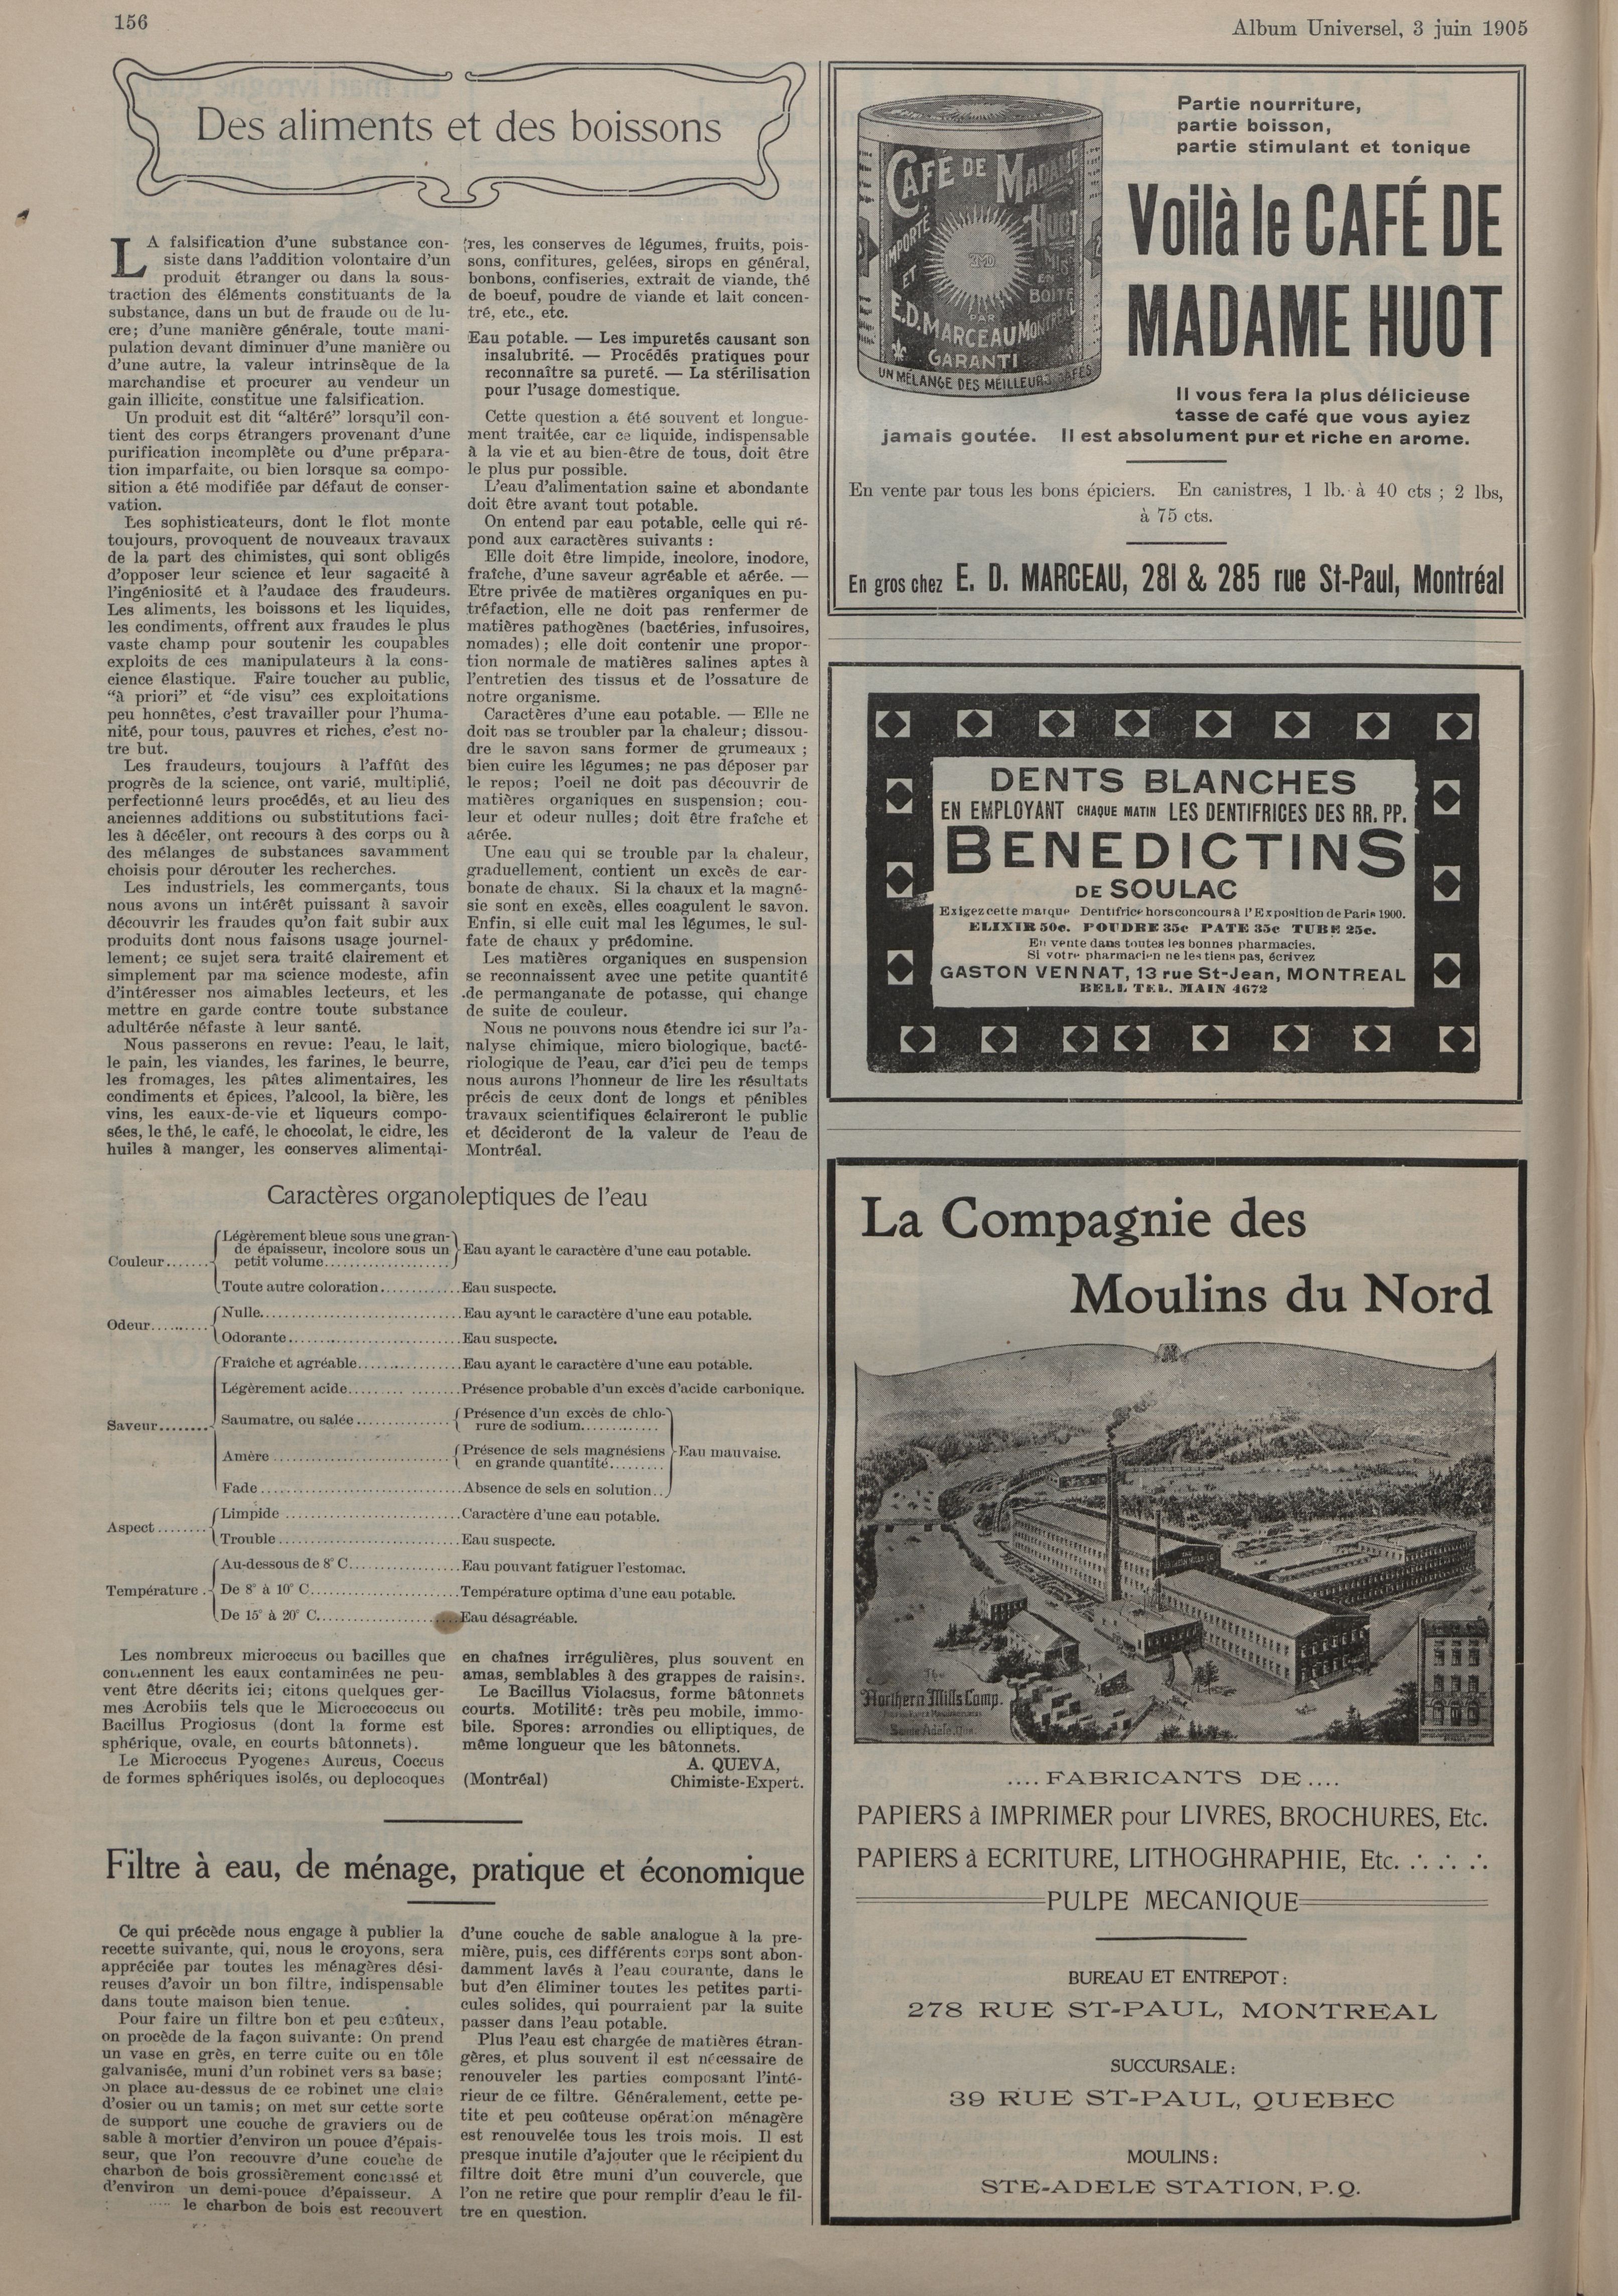 156
Album Universel, 3 juin 1905
Des aliments et des boissons
LA falsification d'une substance con-
siste dans l'addition volontaire d'un
produit étranger ou dans la sous-
traction des éléments constituants de la
substance, dans un but de fraude ou de lu-
cre; d'une manière générale, toute mani-
pulation devant diminuer d'une manière ou
d'une autre, la valeur intrinsèque de la
marchandise et procurer au vendeur un
gain illicite, constitue une falsification.
Un produit est dit “altéré” lorsqu'il con-
tient des corps étrangers provenant d'une
purification incomplète ou d'une prépara-
tion imparfaite, ou bien lorsque sa compo-
sition a été modifiée par défaut de conser-
vation.
Les sophisticateurs, dont le flot monte
toujours, provoquent de nouveaux travaux
de la part des chimistes, qui sont obligés
d'opposer leur science et leur sagacité à
l'ingéniosité et à l'audace des fraudeurs.
Les aliments, les boissons et les liquides,
les condiments, offrent aux fraudes le plus
vaste champ pour soutenir les coupables
exploits de ces manipulateurs à la cons-
cience élastique. Faire toucher au public,
“à priori” et “de visu” ces exploitations
peu honnêtes, c'est travailler pour l'huma-
nité, pour tous, pauvres et riches, c'est no-
tre but.
Les fraudeurs, toujours à l'affût des
progrès de la science, ont varié, multiplié,
perfectionné leurs procédés, et au lieu des
anciennes additions ou substitutions faci-
les à décéler, ont recours à des corps ou à
des mélanges de substances savamment
choisis pour dérouter les recherches.
Les industriels, les commerçants, tous
nous avons un intérêt puissant à savoir
découvrir les fraudes qu'on fait subir aux
produits dont nous faisons usage journel-
lement; ce sujet sera traité clairement et
simplement par ma science modeste, afin
d'intéresser nos aimables lecteurs, et les
mettre en garde contre toute substance
adultérée néfaste à leur santé.
Nous passerons en revue: l'eau, le lait,
le pain, les viandes, les farines, le beurre,
les fromages, les pâtes alimentaires, les
condiments et épices, l'alcool, la bière, les
vins, les eaux-de-vie et liqueurs compo-
sées, le thé, le café, le chocolat, le cidre, les
huiles à manger, les conserves alimentai-
res, les conserves de légumes, fruits, pois-
sons, confitures, gelées, sirops en général,
bonbons, confiseries, extrait de viande, thé
de boeuf, poudre de viande et lait concen-
tré, etc., etc.
Eau potable. — Les impuretés causant son
insalubrité. — Procédés pratiques pour
reconnaître sa pureté. — La stérilisation
pour l'usage domestique.
Cette question a été souvent et longue-
ment traitée, car ce liquide, indispensable
à la vie et au bien-être de tous, doit être
le plus pur possible.
L'eau d'alimentation saine et abondante
doit être avant tout potable.
On entend par eau potable, celle qui ré-
pond aux caractères suivants :
Elle doit être limpide, incolore, inodore,
fraîche, d'une saveur agréable et aérée. —
Etre privée de matières organiques en pu-
tréfaction, elle ne doit pas renfermer de
matières pathogènes (bactéries, infusoires,
nomades); elle doit contenir une propor-
tion normale de matières salines aptes à
l'entretien des tissus et de l'ossature de
notre organisme.
Caractères d'une eau potable. — Elle ne
doit pas se troubler par la chaleur; dissou-
dre le savon sans former de grumeaux ;
bien cuire les légumes; ne pas déposer par
le repos; l'oeil ne doit pas découvrir de
matières organiques en suspension; cou-
leur et odeur nulles; doit être fraîche et
aérée.
Une eau qui se trouble par la chaleur,
graduellement, contient un excès de car-
bonate de chaux. Si la chaux et la magné-
sie sont en excès, elles coagulent le savon.
Enfin, si elle cuit mal les légumes, le sul-
fate de chaux y prédomine.
Les matières organiques en suspension
se reconnaissent avec une petite quantité
de permanganate de potasse, qui change
de suite de couleur.
Nous ne pouvons nous étendre ici sur l'a-
nalyse chimique, micro biologique, bacté-
riologique de l'eau, car d'ici peu de temps
nous aurons l'honneur de lire les résultats
précis de ceux dont de longs et pénibles
travaux scientifiques éclaireront le public
et décideront de la valeur de l'eau de
Montréal.
Caractères organoleptiques de l'eau
Couleur.......
Légèrement bleue sous une gran-
de épaisseur, incolore sous un
petit volume.................... Eau ayant le caractère d'une eau potable.
Toute autre coloration............Eau suspecte.
Odeur.........
Nulle..............................Eau ayant le caractère d'une eau potable.
Odorante..........................Eau suspecte.
Saveur........
Fraîche et agréable................Eau ayant le caractère d'une eau potable.
Légèrement acide......... ........Présence probable d'un excès d'acide carbonique.
Saumatre, ou salée.............. Présence d'un excès de chlo-
rure de sodium............
Amère............................ Présence de sels magnésiens
en grande quantité.........
Eau mauvaise.
Fade..............................Absence de sels en solution..
Aspect........
Limpide ..........................Caractère d'une eau potable.
Trouble...........................Eau suspecte.
Température .
Au-dessous de 8° C................Eau pouvant fatiguer l'estomac.
De 8° à 10° C......................Température optima d'une eau potable.
De 15° à 20° C.....................Eau désagréable.
Les nombreux microccus ou bacilles que
contiennent les eaux contaminées ne peu-
vent être décrits ici; citons quelques ger-
mes Acrobiis tels que le Microccoccus ou
Bacillus Progiosus (dont la forme est
sphérique, ovale, en courts bâtonnets).
Le Microccus Pyogenes Aurcus, Coccus
de formes sphériques isolés, ou deplocoques
en chaînes irrégulières, plus souvent en
amas, semblables à des grappes de raisins.
Le Bacillus Violacsus, forme bâtonnets
courts. Motilité: très peu mobile, immo-
bile. Spores: arrondies ou elliptiques, de
même longueur que les bâtonnets.
A. QUEVA,
(Montréal) Chimiste-Expert.
Filtre à eau, de ménage, pratique et économique
Ce qui précède nous engage à publier la
recette suivante, qui, nous le croyons, sera
appréciée par toutes les ménagères dési-
reuses d'avoir un bon filtre, indispensable
dans toute maison bien tenue.
Pour faire un filtre bon et peu coûteux,
on procède de la façon suivante: On prend
un vase en grès, en terre cuite ou en tôle
galvanisée, muni d'un robinet vers sa base;
on place au-dessus de ce robinet une claie
d'osier ou un tamis; on met sur cette sorte
de support une couche de graviers ou de
sable à mortier d'environ un pouce d'épais-
seur, que l'on recouvre d'une couche de
charbon de bois grossièrement concassé et
d'environ un demi-pouce d'épaisseur. A
le charbon de bois est recouvert
d'une couche de sable analogue à la pre-
mière, puis, ces différents corps sont abon-
damment lavés à l'eau courante, dans le
but d'en éliminer toutes les petites parti-
cules solides, qui pourraient par la suite
passer dans l'eau potable.
Plus l'eau est chargée de matières étran-
gères, et plus souvent il est nécessaire de
renouveler les parties composant l'inté-
rieur de ce filtre. Généralement, cette pe-
tite et peu coûteuse opération ménagère
est renouvelée tous les trois mois. Il est
presque inutile d'ajouter que le récipient du
filtre doit être muni d'un couvercle, que
l'on ne retire que pour remplir d'eau le fil-
tre en question.
CAFÉ DE MADAME
HUOT
IMPORTÉ
ET
MIS
EN
BOITE
PAR
E.D. MARCEAU MONTREAL
GARANTI
UN MÉLANGE DES MEILLEURS CAFÉS
Partie nourriture,
partie boisson,
partie stimulant et tonique
Voilà le CAFÉ DE
MADAME HUOT
Il vous fera la plus délicieuse
tasse de café que vous ayiez
jamais goutée. Il est absolument pur et riche en arome.
En vente par tous les bons épiciers. En canistres, 1 lb. à 40 cts ; 2 lbs,
à 75 cts.
En gros chez E. D. MARCEAU, 281 & 285 rue St-Paul, Montréal
DENTS BLANCHES
EN EMPLOYANT CHAQUE MATIN LES DENTIFRICES DES RR. PP.
BENEDICTINS
DE SOULAC
Exigez cette marque Dentifrice hors concours à l'Exposition de Paris 1900.
ELIXIR 50c. POUDRE 35c PATE 35c TUBE 25c.
En vente dans toutes les bonnes pharmacies.
Si votre pharmacien ne les tiens pas, écrivez
GASTON VENNAT, 13 rue St-Jean, MONTREAL
BELL TEL. MAIN 4672
La Compagnie des
Moulins du Nord
The
Northern Mills Comp.
Sainte Adele, Que.
....FABRICANTS DE....
PAPIERS à IMPRIMER pour LIVRES, BROCHURES, Etc.
PAPIERS à ECRITURE, LITHOGHRAPHIE, Etc. ∴ ∴ ∴
PULPE MECANIQUE
BUREAU ET ENTREPOT:
278 RUE ST-PAUL, MONTREAL
SUCCURSALE:
39 RUE ST-PAUL, QUEBEC
MOULINS:
STE-ADELE STATION, P.Q.